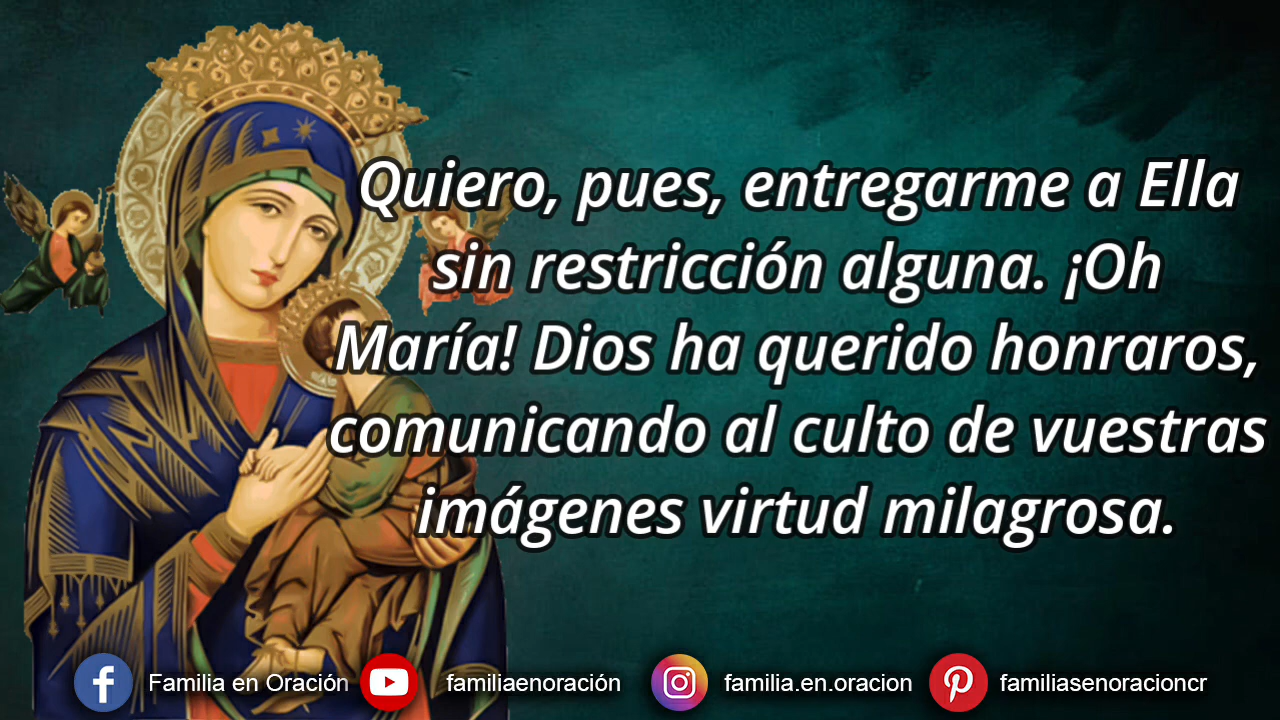 Quiero, pues, entregarme a Ella
sin restricción alguna. ¡Oh
María! Dios ha querido honraros,
comunicando al culto de vuestras
imágenes virtud milagrosa.
Familia en Oración familiaenoración familia.en.oracion familiasenoracioncr